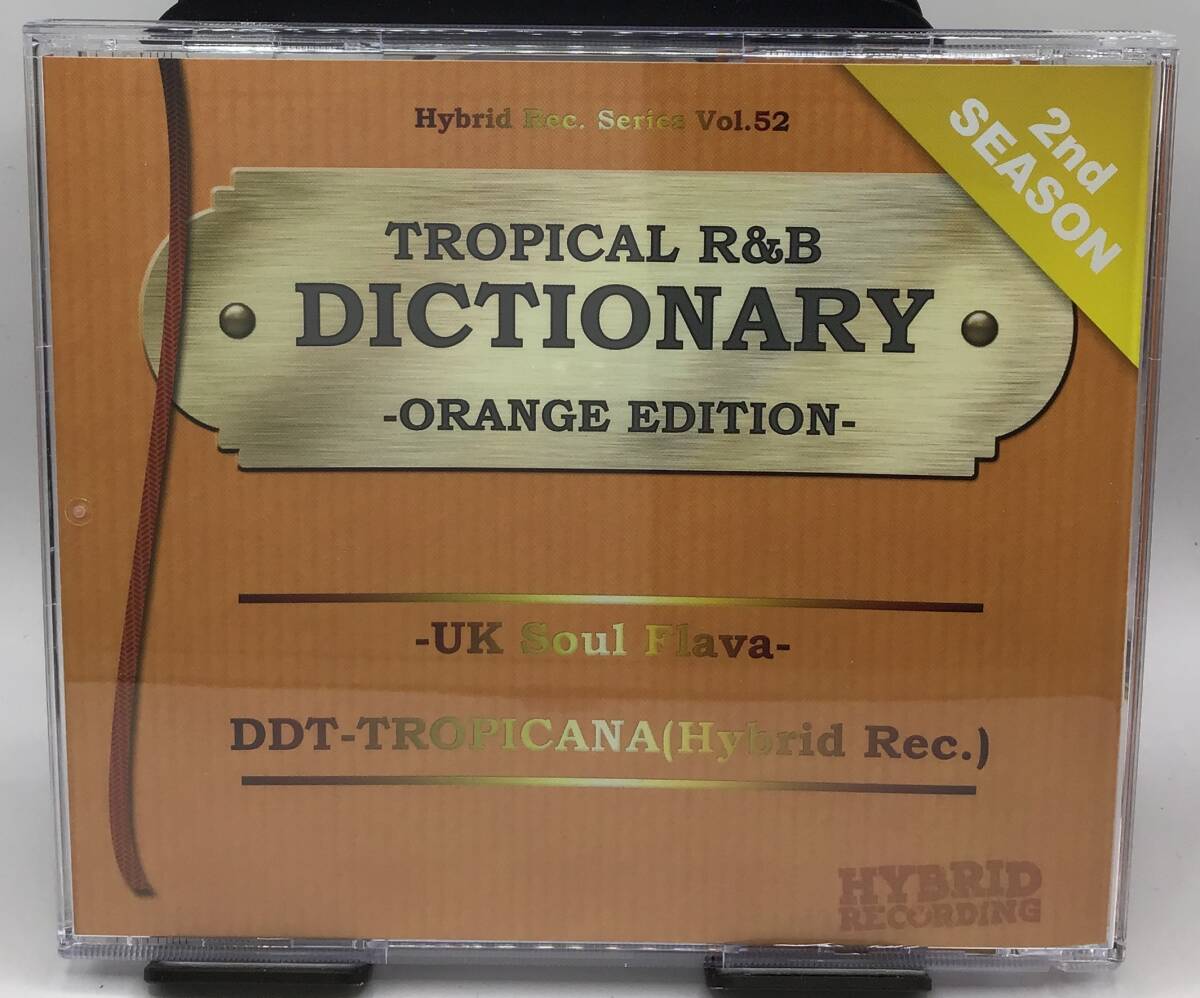 Hybrid Rec. Series Vol.52
2nd
SEASON
TROPICAL R&B
DICTIONARY
-ORANGE EDITION-
-UK Soul Flava-
DDT-TROPICANA(Hybrid Rec.)
HYBRID
RECORDING